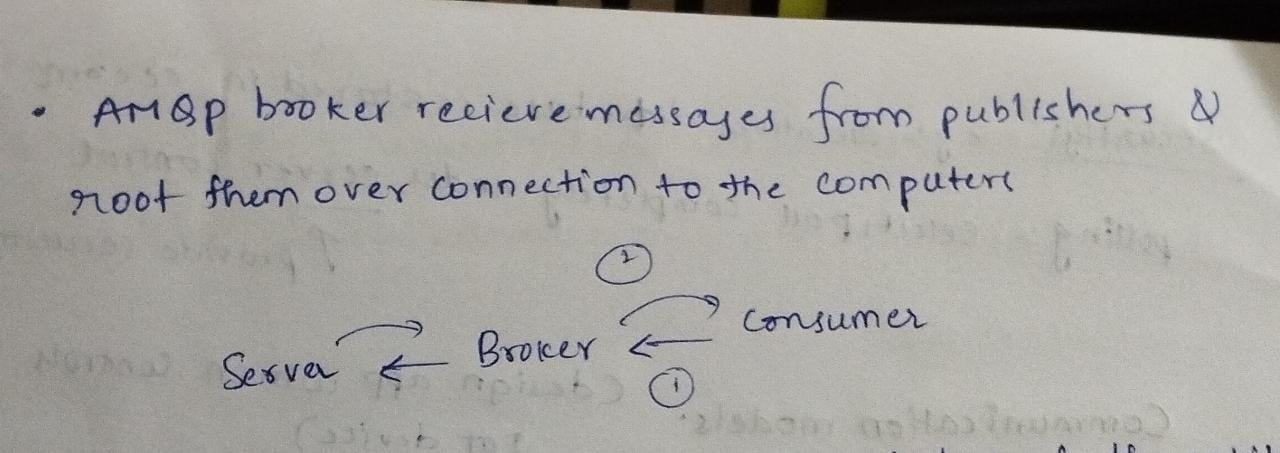 • AMQP broker recieve messages from publishers &
root them over connection to the computers
2
Server Broker Consumer
1